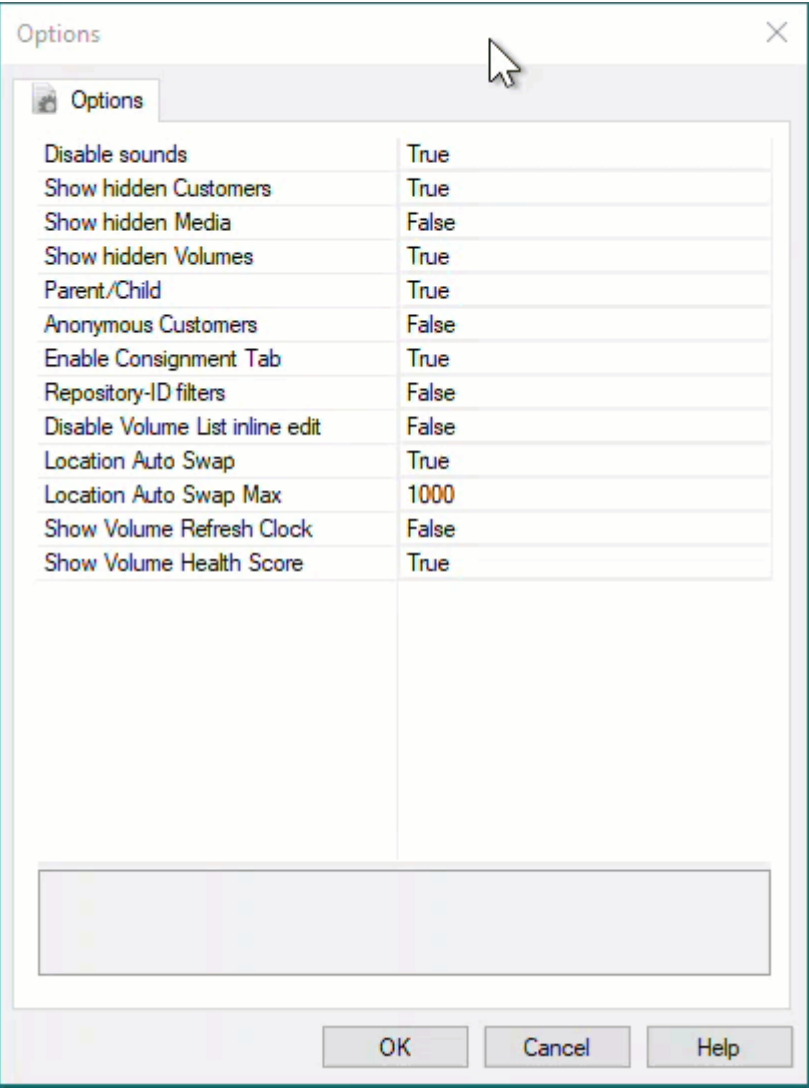 Options
Options
Disable sounds True
Show hidden Customers True
Show hidden Media False
Show hidden Volumes True
Parent/Child True
Anonymous Customers False
Enable Consignment Tab True
Repository-ID filters False
Disable Volume List inline edit False
Location Auto Swap True
Location Auto Swap Max 1000
Show Volume Refresh Clock False
Show Volume Health Score True
OK Cancel Help